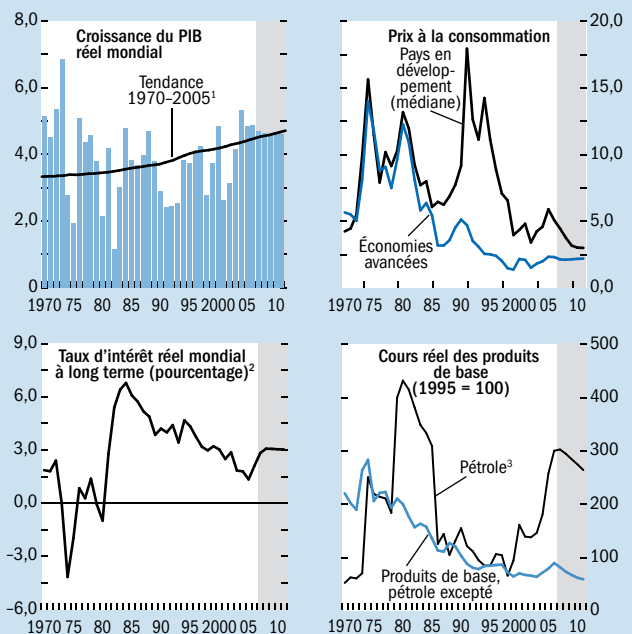 Croissance du PIB
réel mondial
Tendance
1970–2005¹
8,0
6,0
4,0
2,0
0
1970 75 80 85 90 95 2000 05 10
Prix à la consommation
Pays en
dévelop-
pement
(médiane)
Économies
avancées
20,0
15,0
10,0
5,0
0,0
1970 75 80 85 90 95 2000 05 10
Taux d'intérêt réel mondial
à long terme (pourcentage)²
9,0
6,0
3,0
0,0
–3,0
–6,0
1970 75 80 85 90 95 2000 05 10
Cours réel des produits
de base
(1995 = 100)
Pétrole³
Produits de base,
pétrole excepté
500
400
300
200
100
0
1970 75 80 85 90 95 2000 05 10